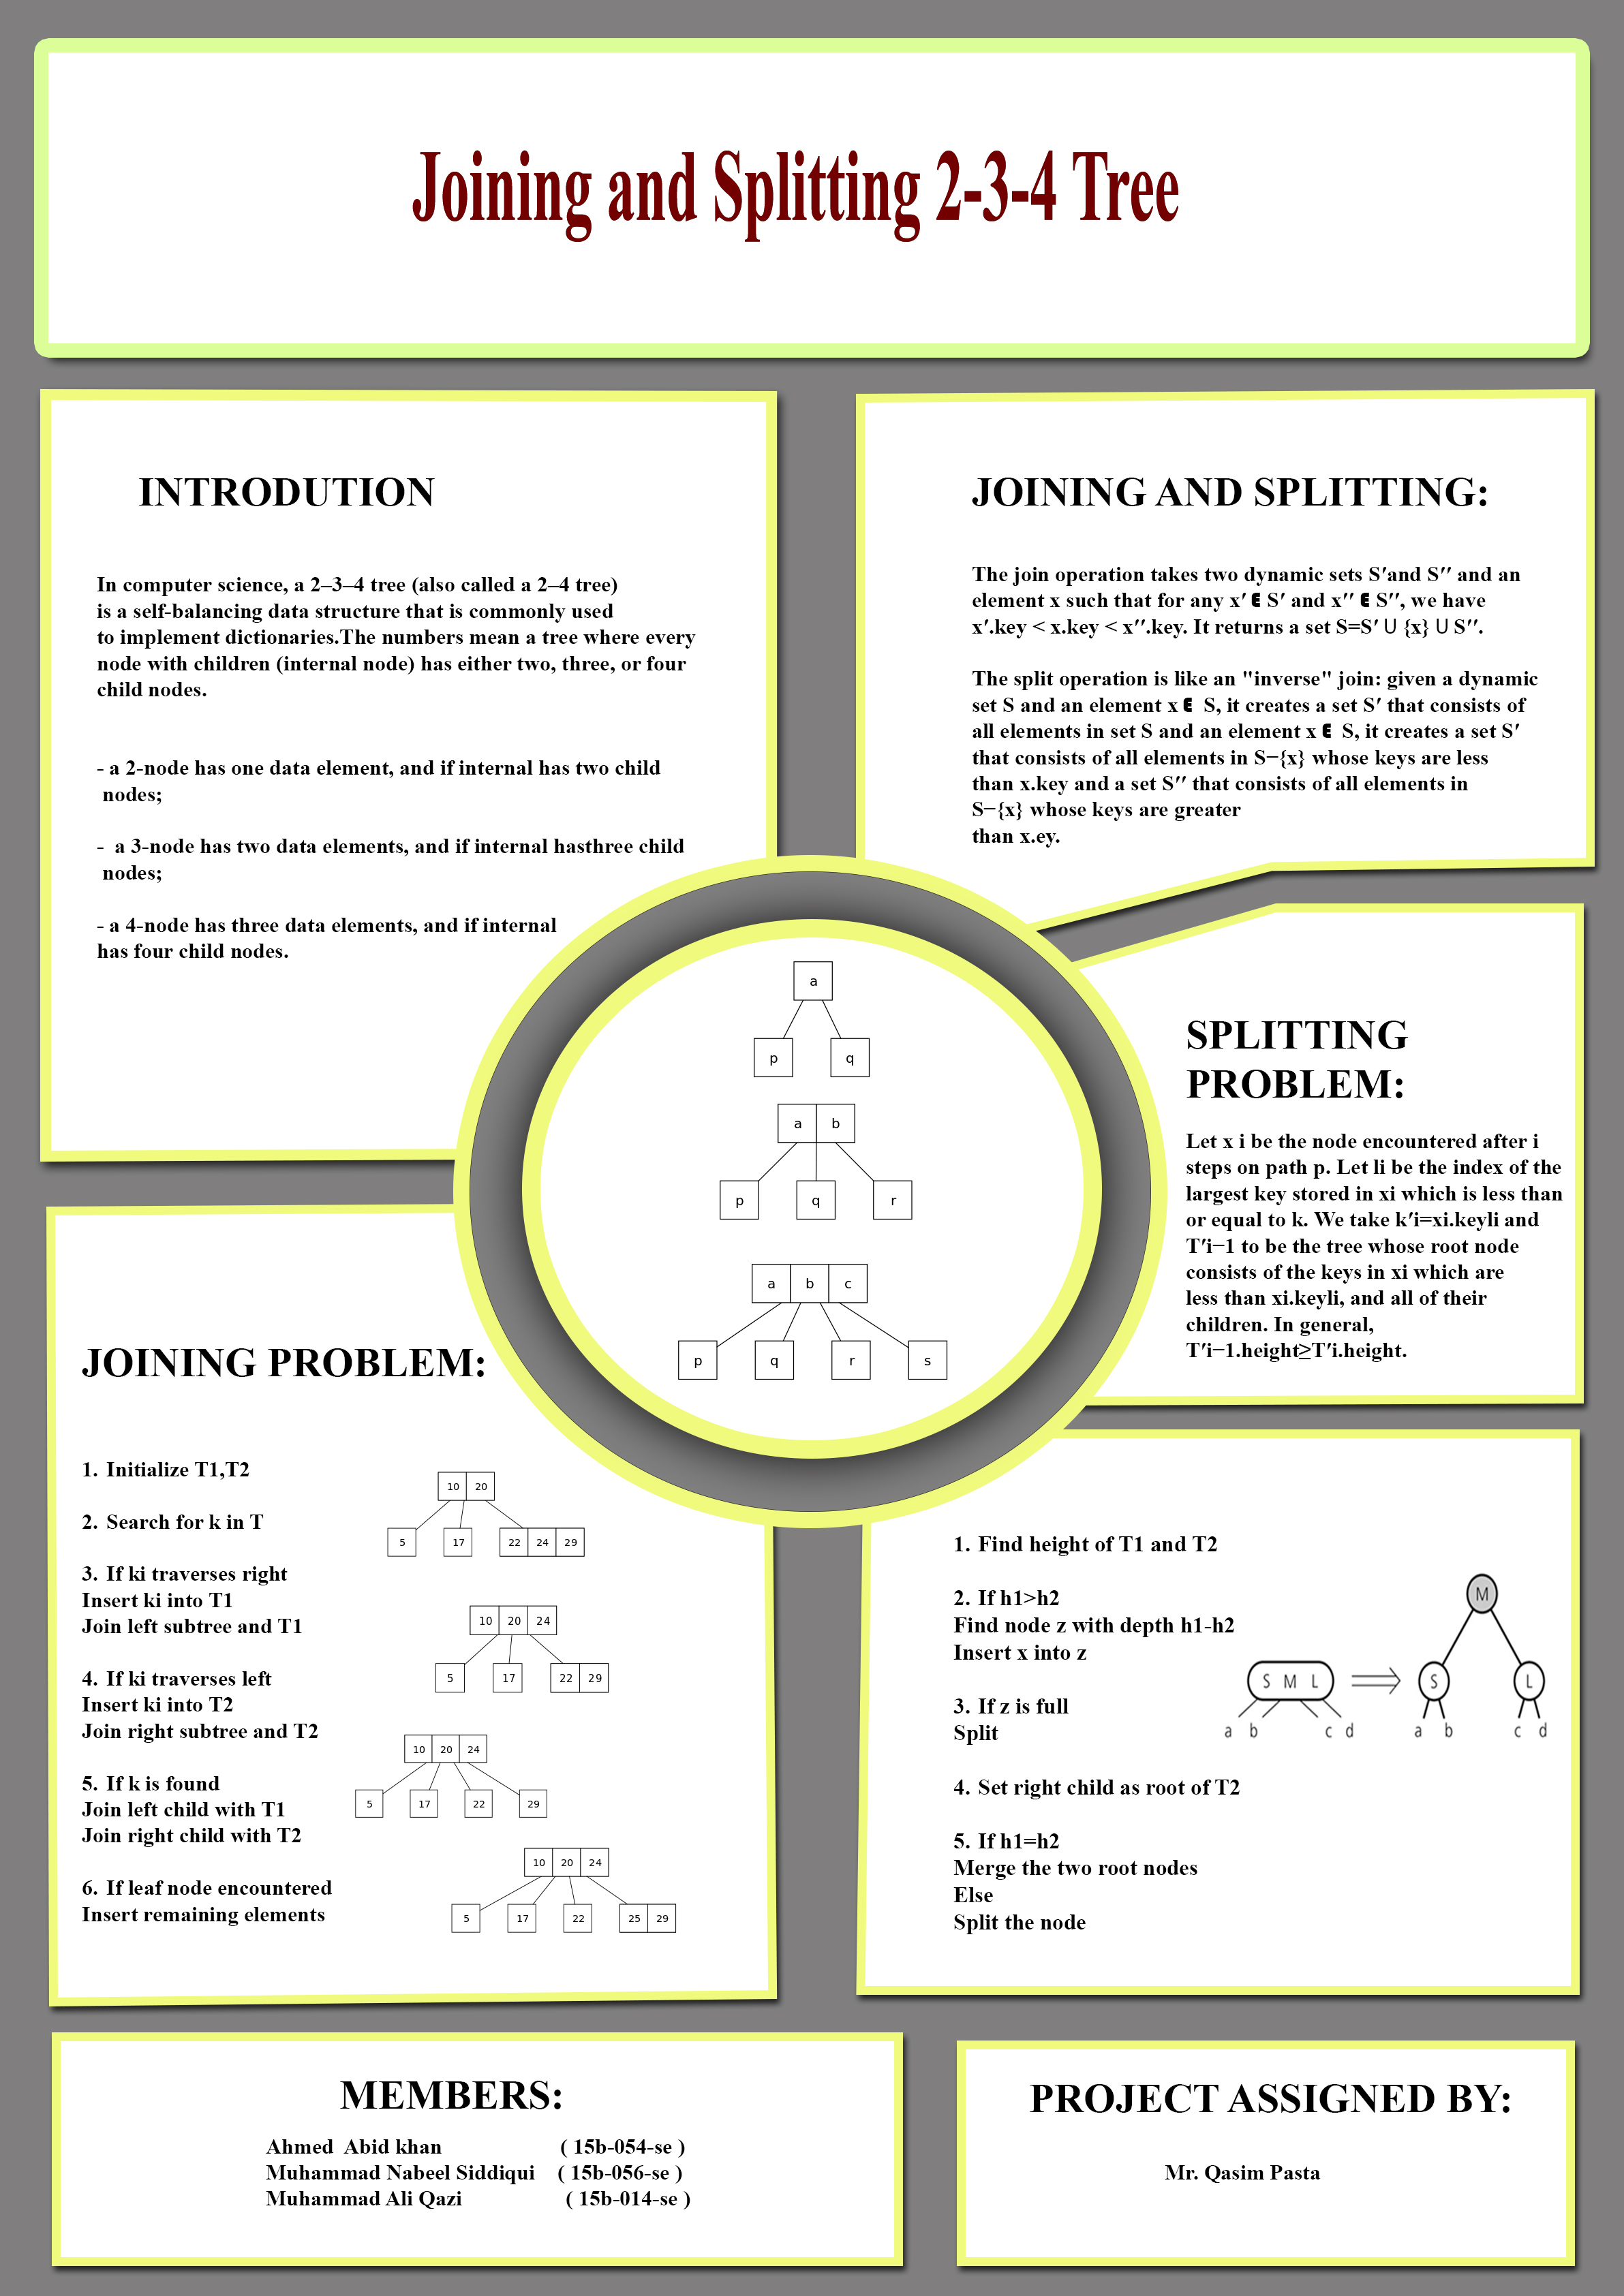 Joining and Splitting 2-3-4 Tree
INTRODUTION
In computer science, a 2–3–4 tree (also called a 2–4 tree)
is a self-balancing data structure that is commonly used
to implement dictionaries.The numbers mean a tree where every
node with children (internal node) has either two, three, or four
child nodes.
- a 2-node has one data element, and if internal has two child
nodes;
- a 3-node has two data elements, and if internal hasthree child
nodes;
- a 4-node has three data elements, and if internal
has four child nodes.
JOINING AND SPLITTING:
The join operation takes two dynamic sets S′and S′′ and an
element x such that for any x′ ∈ S′ and x′′ ∈ S′′, we have
x′.key < x.key < x′′.key. It returns a set S=S′ ∪ {x} ∪ S′′.
The split operation is like an "inverse" join: given a dynamic
set S and an element x ∈ S, it creates a set S′ that consists of
all elements in set S and an element x ∈ S, it creates a set S′
that consists of all elements in S−{x} whose keys are less
than x.key and a set S′′ that consists of all elements in
S−{x} whose keys are greater
than x.ey.
a
p q
a b
p q r
a b c
p q r s
SPLITTING
PROBLEM:
Let x i be the node encountered after i
steps on path p. Let li be the index of the
largest key stored in xi which is less than
or equal to k. We take k′i=xi.keyli and
T′i−1 to be the tree whose root node
consists of the keys in xi which are
less than xi.keyli, and all of their
children. In general,
T′i−1.height≥T′i.height.
JOINING PROBLEM:
1. Initialize T1,T2
2. Search for k in T
3. If ki traverses right
Insert ki into T1
Join left subtree and T1
4. If ki traverses left
Insert ki into T2
Join right subtree and T2
5. If k is found
Join left child with T1
Join right child with T2
6. If leaf node encountered
Insert remaining elements
10 20
5 17 22 24 29
10 20 24
5 17 22 29
10 20 24
5 17 22 29
10 20 24
5 17 22 25 29
1. Find height of T1 and T2
2. If h1>h2
Find node z with depth h1-h2
Insert x into z
3. If z is full
Split
4. Set right child as root of T2
5. If h1=h2
Merge the two root nodes
Else
Split the node
M
S M L S L
a b c d a b c d
MEMBERS:
Ahmed Abid khan ( 15b-054-se )
Muhammad Nabeel Siddiqui ( 15b-056-se )
Muhammad Ali Qazi ( 15b-014-se )
PROJECT ASSIGNED BY:
Mr. Qasim Pasta